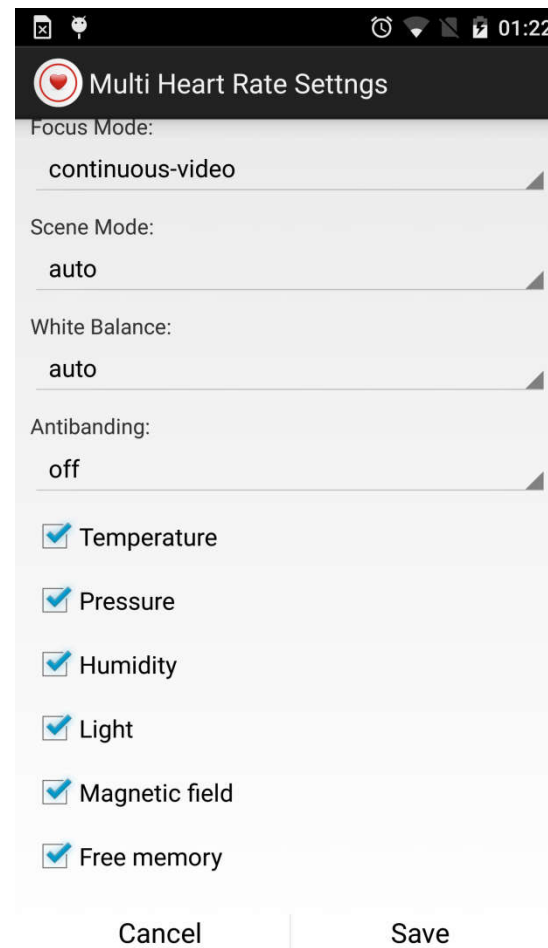 01:22
Multi Heart Rate Settngs
Focus Mode:
continuous-video
Scene Mode:
auto
White Balance:
auto
Antibanding:
off
Temperature
Pressure
Humidity
Light
Magnetic field
Free memory
Cancel Save